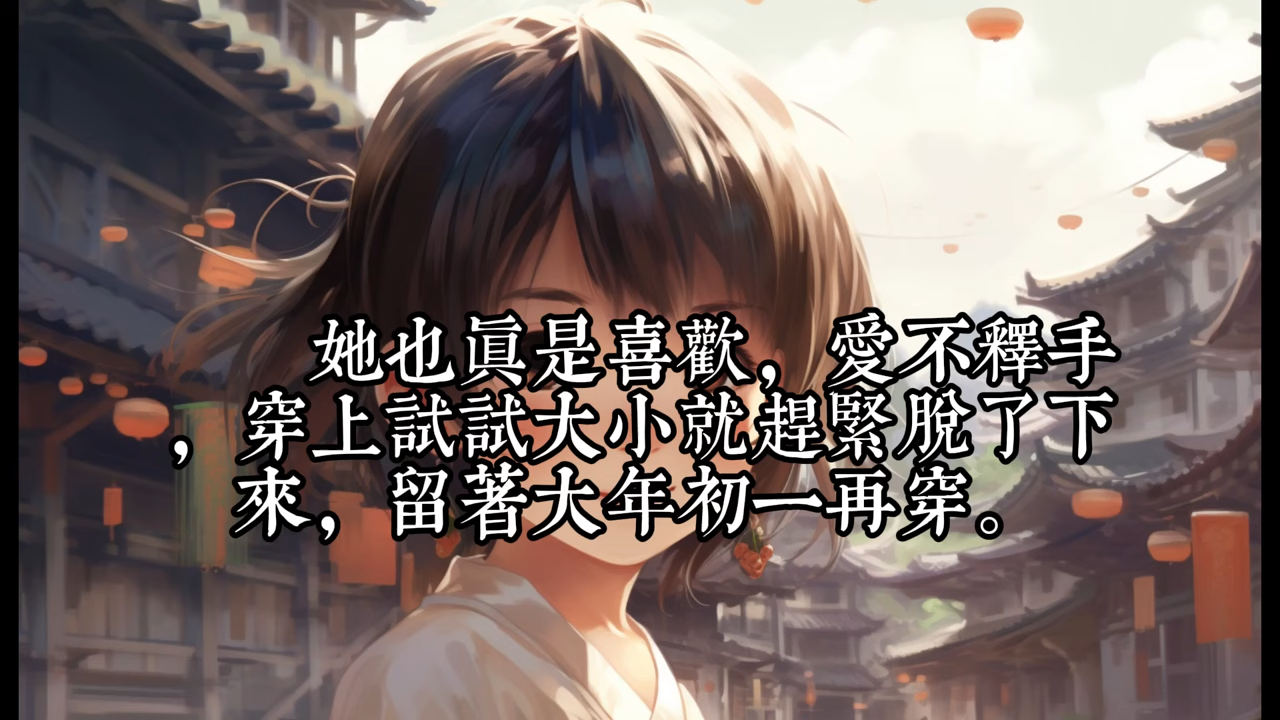 她也眞是喜歡，愛不釋手
，穿上試試大小就趕緊脫了下
來，留著大年初一再穿。